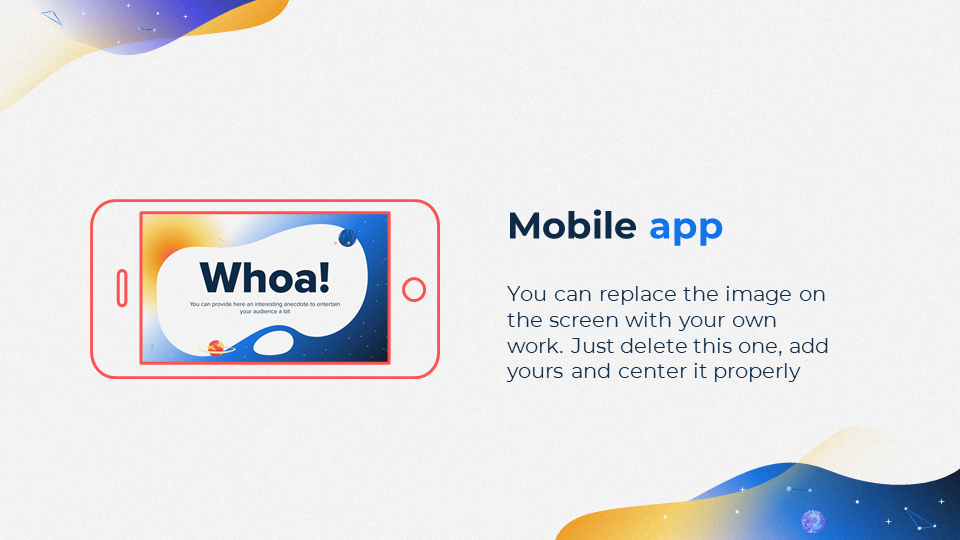 Whoa!
You can provide here an interesting anecdote to entertain
your audience a bit
Mobile app
You can replace the image on
the screen with your own
work. Just delete this one, add
yours and center it properly